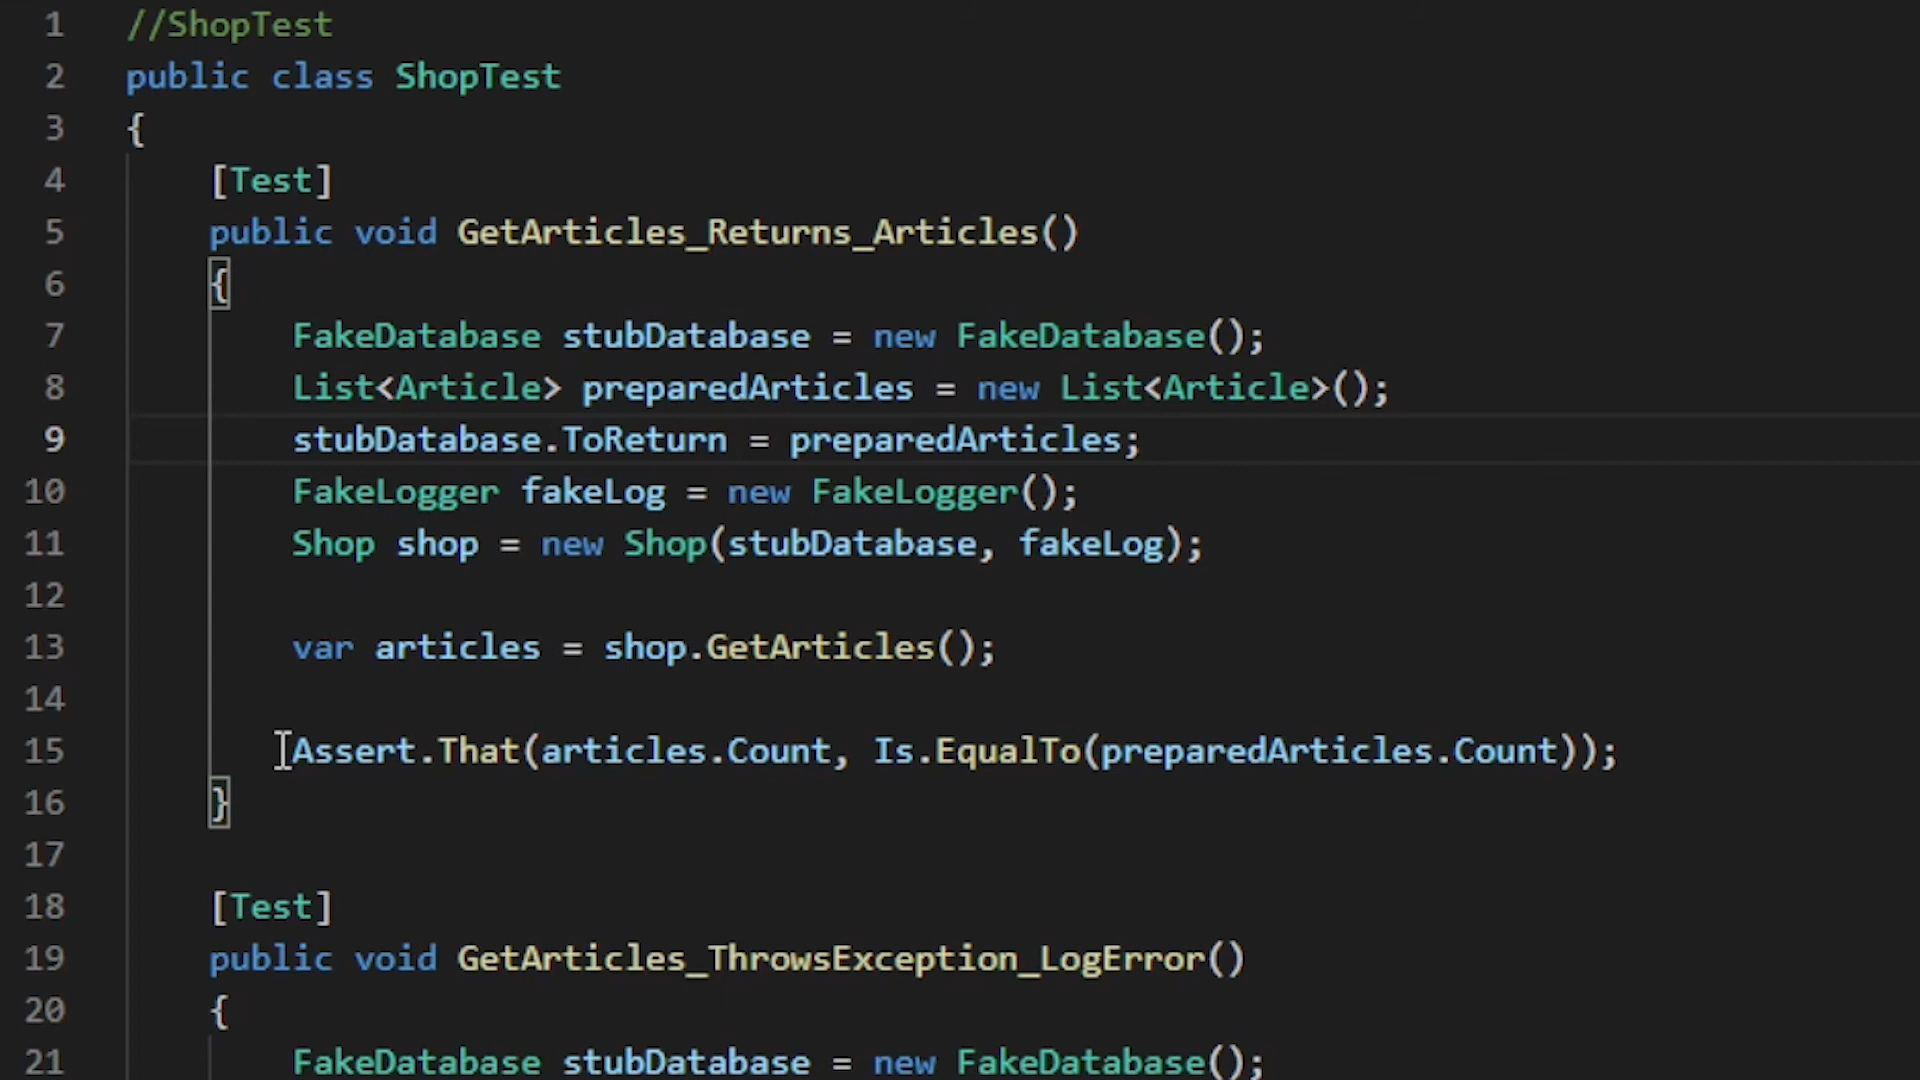 1 //ShopTest
2 public class ShopTest
3 {
4 [Test]
5 public void GetArticles_Returns_Articles()
6 {
7 FakeDatabase stubDatabase = new FakeDatabase();
8 List<Article> preparedArticles = new List<Article>();
9 stubDatabase.ToReturn = preparedArticles;
10 FakeLogger fakeLog = new FakeLogger();
11 Shop shop = new Shop(stubDatabase, fakeLog);
12
13 var articles = shop.GetArticles();
14
15 Assert.That(articles.Count, Is.EqualTo(preparedArticles.Count));
16 }
17
18 [Test]
19 public void GetArticles_ThrowsException_LogError()
20 {
21 FakeDatabase stubDatabase = new FakeDatabase();